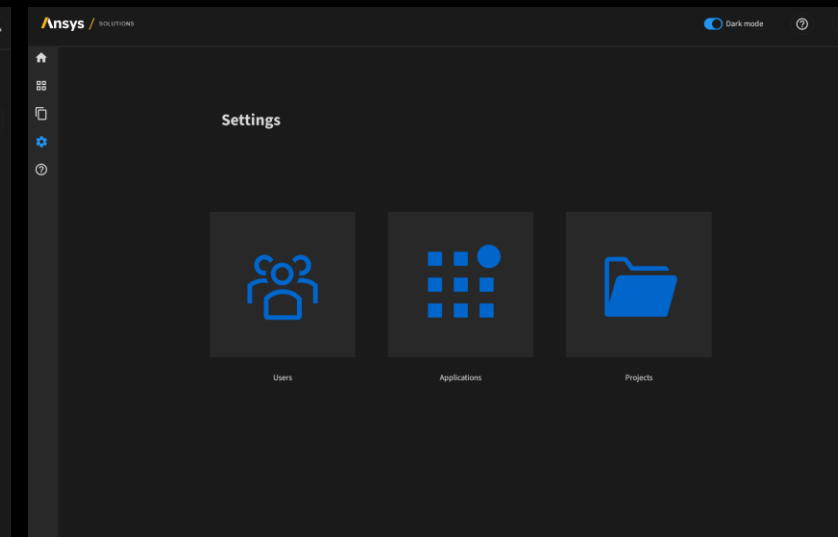 Ansys / SOLUTIONS
Dark mode
Settings
Users
Applications
Projects